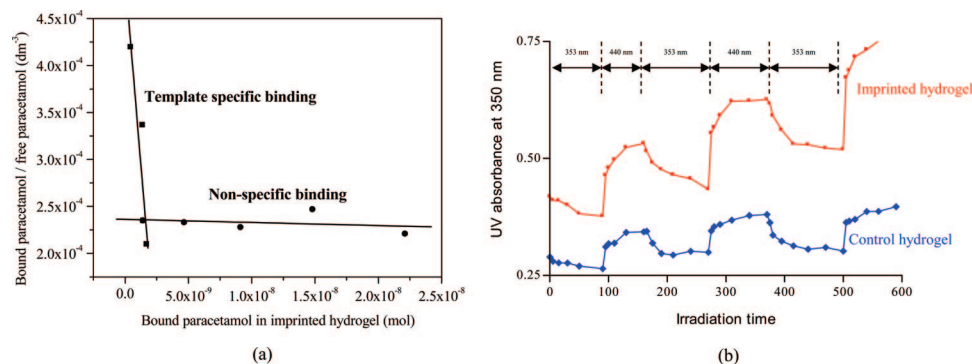 4.5x10⁻⁴
4.0x10⁻⁴
3.5x10⁻⁴
3.0x10⁻⁴
2.5x10⁻⁴
2.0x10⁻⁴
Bound paracetamol / free paracetamol (dm⁻³)
Template specific binding
Non-specific binding
0.0 5.0x10⁻⁹ 1.0x10⁻⁸ 1.5x10⁻⁸ 2.0x10⁻⁸ 2.5x10⁻⁸
Bound paracetamol in imprinted hydrogel (mol)
(a)
0.75
0.50
0.25
UV absorbance at 350 nm
353 nm 440 nm 353 nm 440 nm 353 nm
Imprinted hydrogel
Control hydrogel
0 100 200 300 400 500 600
Irradiation time
(b)